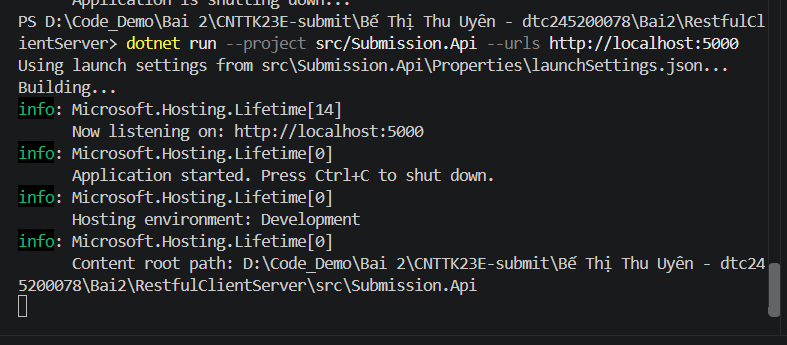 Application is shutting down...
PS D:\Code_Demo\Bai 2\CNTTK23E-submit\Bế Thị Thu Uyên - dtc245200078\Bai2\RestfulCl
ientServer> dotnet run --project src/Submission.Api --urls http://localhost:5000
Using launch settings from src\Submission.Api\Properties\launchSettings.json...
Building...
info: Microsoft.Hosting.Lifetime[14]
Now listening on: http://localhost:5000
info: Microsoft.Hosting.Lifetime[0]
Application started. Press Ctrl+C to shut down.
info: Microsoft.Hosting.Lifetime[0]
Hosting environment: Development
info: Microsoft.Hosting.Lifetime[0]
Content root path: D:\Code_Demo\Bai 2\CNTTK23E-submit\Bế Thị Thu Uyên - dtc24
5200078\Bai2\RestfulClientServer\src\Submission.Api